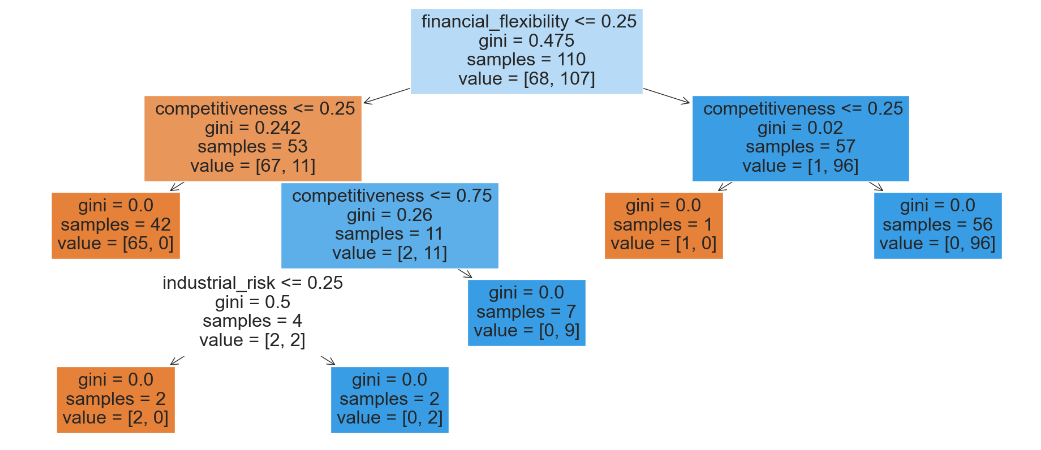 financial_flexibility <= 0.25
gini = 0.475
samples = 110
value = [68, 107]
competitiveness <= 0.25
gini = 0.242
samples = 53
value = [67, 11]
competitiveness <= 0.25
gini = 0.02
samples = 57
value = [1, 96]
gini = 0.0
samples = 42
value = [65, 0]
competitiveness <= 0.75
gini = 0.26
samples = 11
value = [2, 11]
gini = 0.0
samples = 1
value = [1, 0]
gini = 0.0
samples = 56
value = [0, 96]
industrial_risk <= 0.25
gini = 0.5
samples = 4
value = [2, 2]
gini = 0.0
samples = 7
value = [0, 9]
gini = 0.0
samples = 2
value = [2, 0]
gini = 0.0
samples = 2
value = [0, 2]